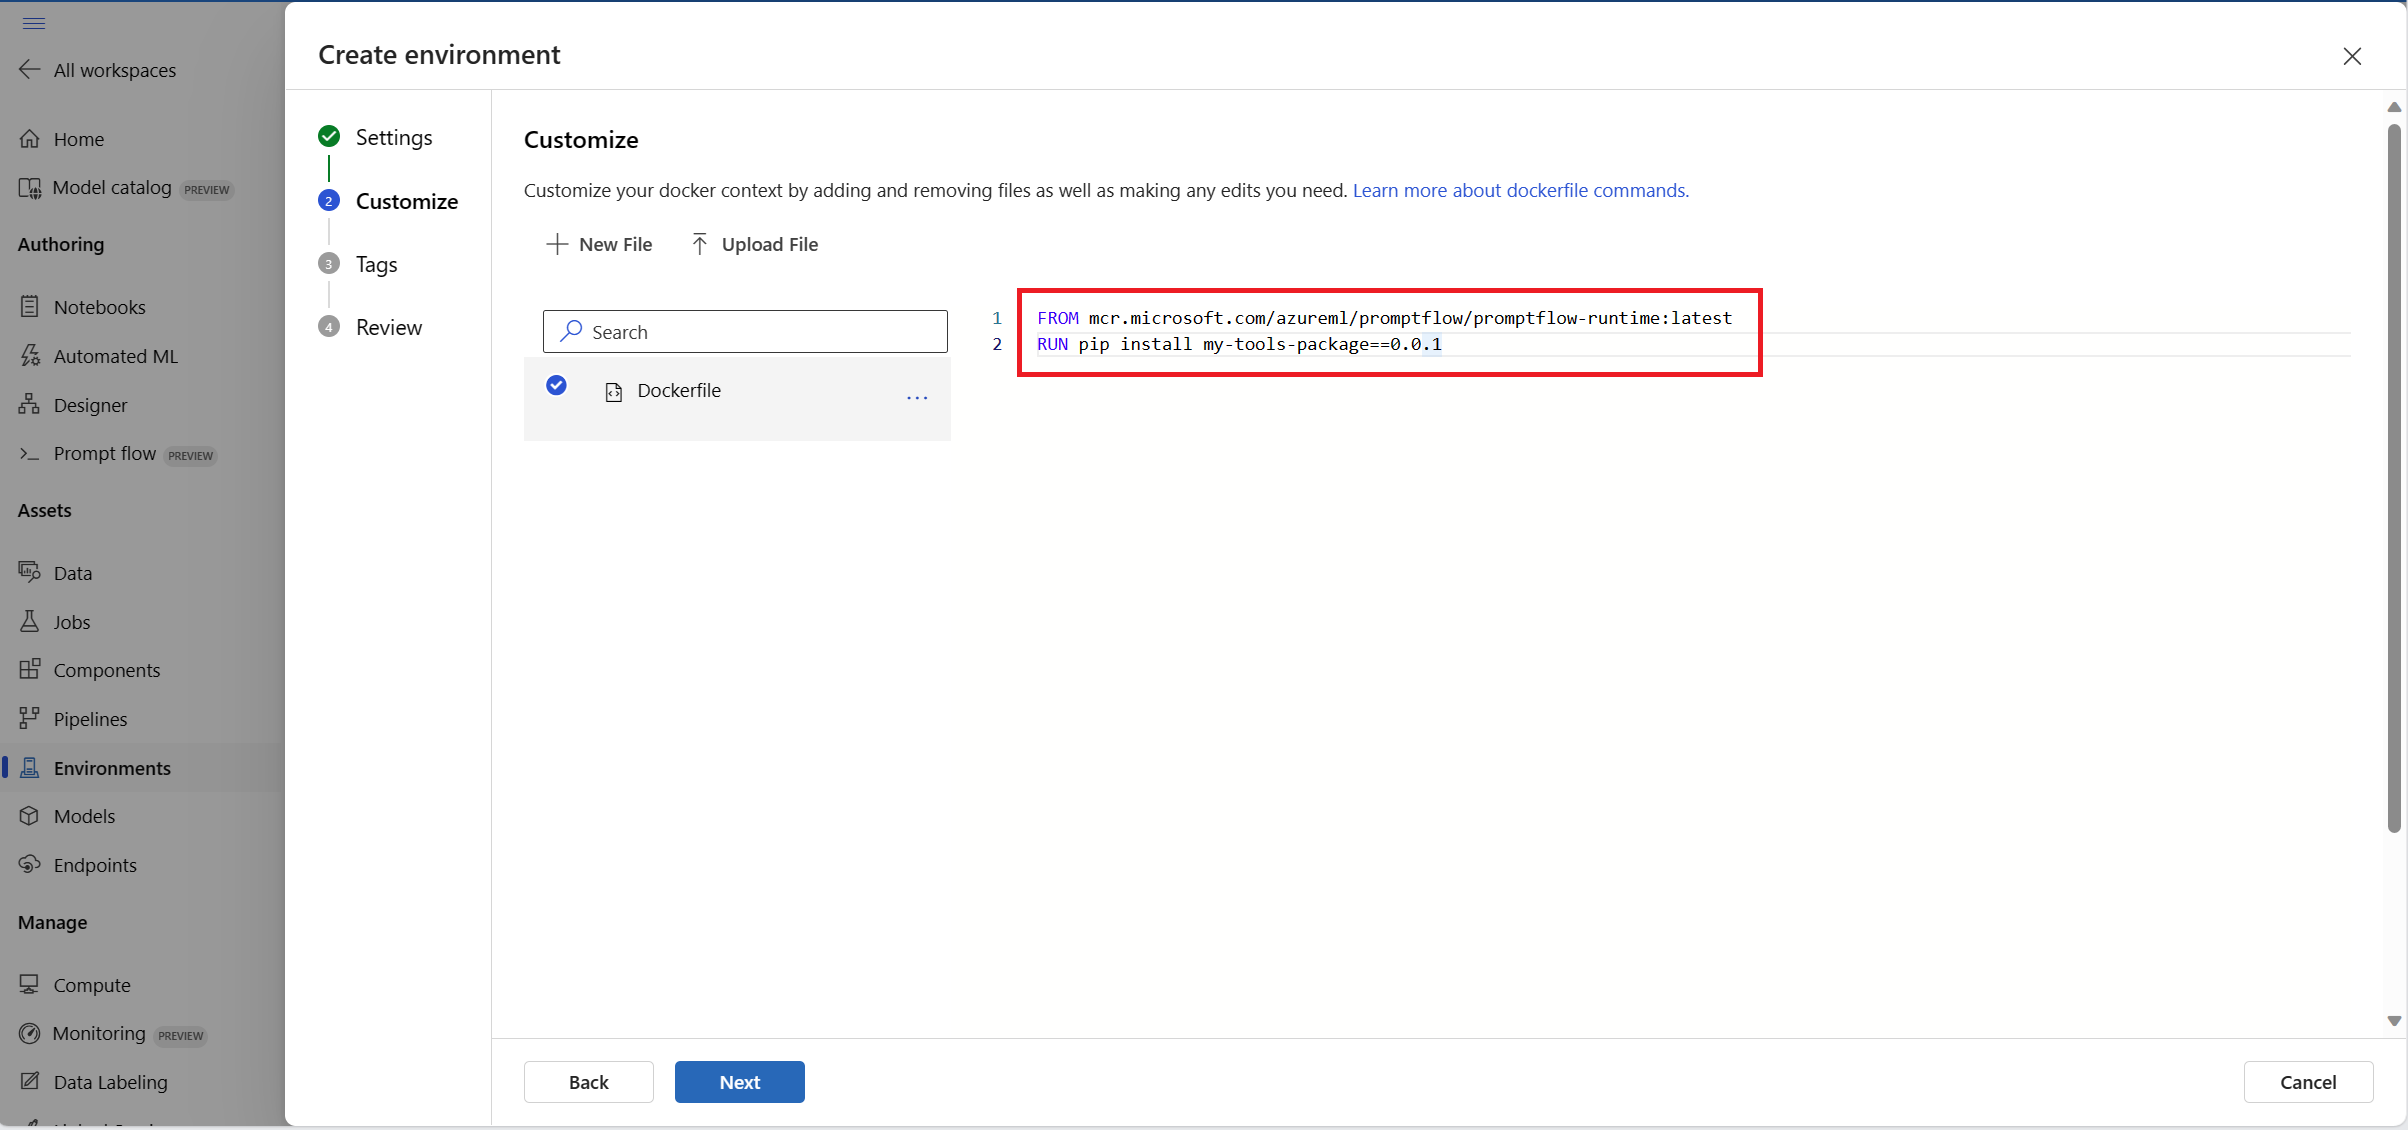 Create environment
All workspaces
Home
Model catalog PREVIEW
Authoring
Notebooks
Automated ML
Designer
Prompt flow PREVIEW
Assets
Data
Jobs
Components
Pipelines
Environments
Models
Endpoints
Manage
Compute
Monitoring PREVIEW
Data Labeling
Settings
2 Customize
3 Tags
4 Review
Customize
Customize your docker context by adding and removing files as well as making any edits you need. Learn more about dockerfile commands.
New File Upload File
Search
Dockerfile ...
1 FROM mcr.microsoft.com/azureml/promptflow/promptflow-runtime:latest
2 RUN pip install my-tools-package==0.0.1
Back Next Cancel